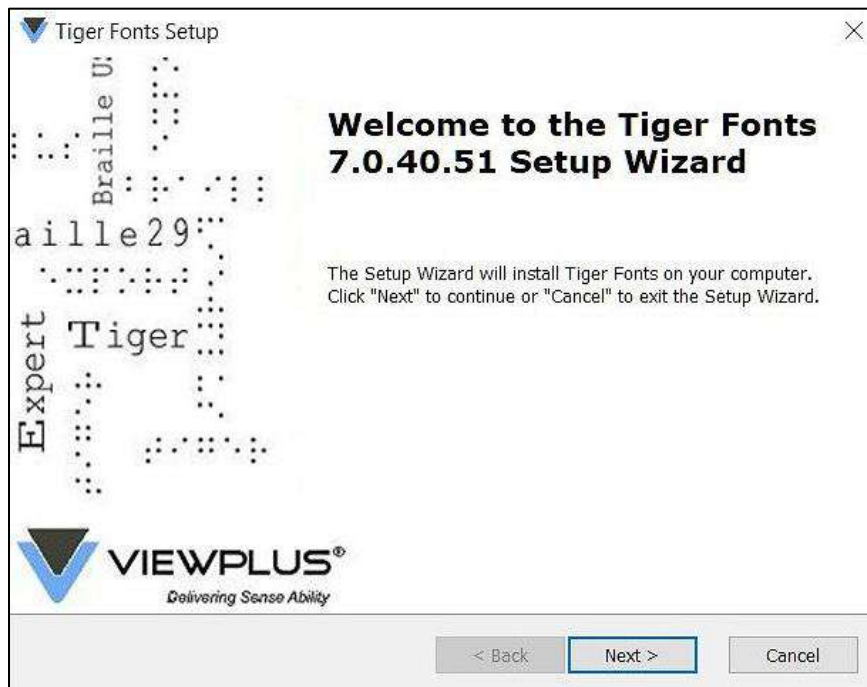 Tiger Fonts Setup
Braille U
aille29
Expert
Tiger
Welcome to the Tiger Fonts
7.0.40.51 Setup Wizard
The Setup Wizard will install Tiger Fonts on your computer.
Click "Next" to continue or "Cancel" to exit the Setup Wizard.
VIEWPLUS®
Delivering Sense Ability
< Back
Next >
Cancel